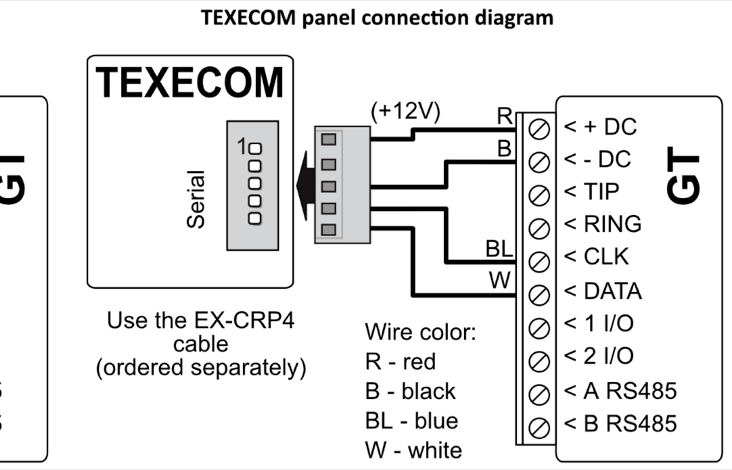 TEXECOM panel connection diagram
TEXECOM
1
Serial
Use the EX-CRP4
cable
(ordered separately)
(+12V)
R
B
BL
W
Wire color:
R - red
B - black
BL - blue
W - white
< + DC
< - DC
< TIP
< RING
< CLK
< DATA
< 1 I/O
< 2 I/O
< A RS485
< B RS485
GT
GT